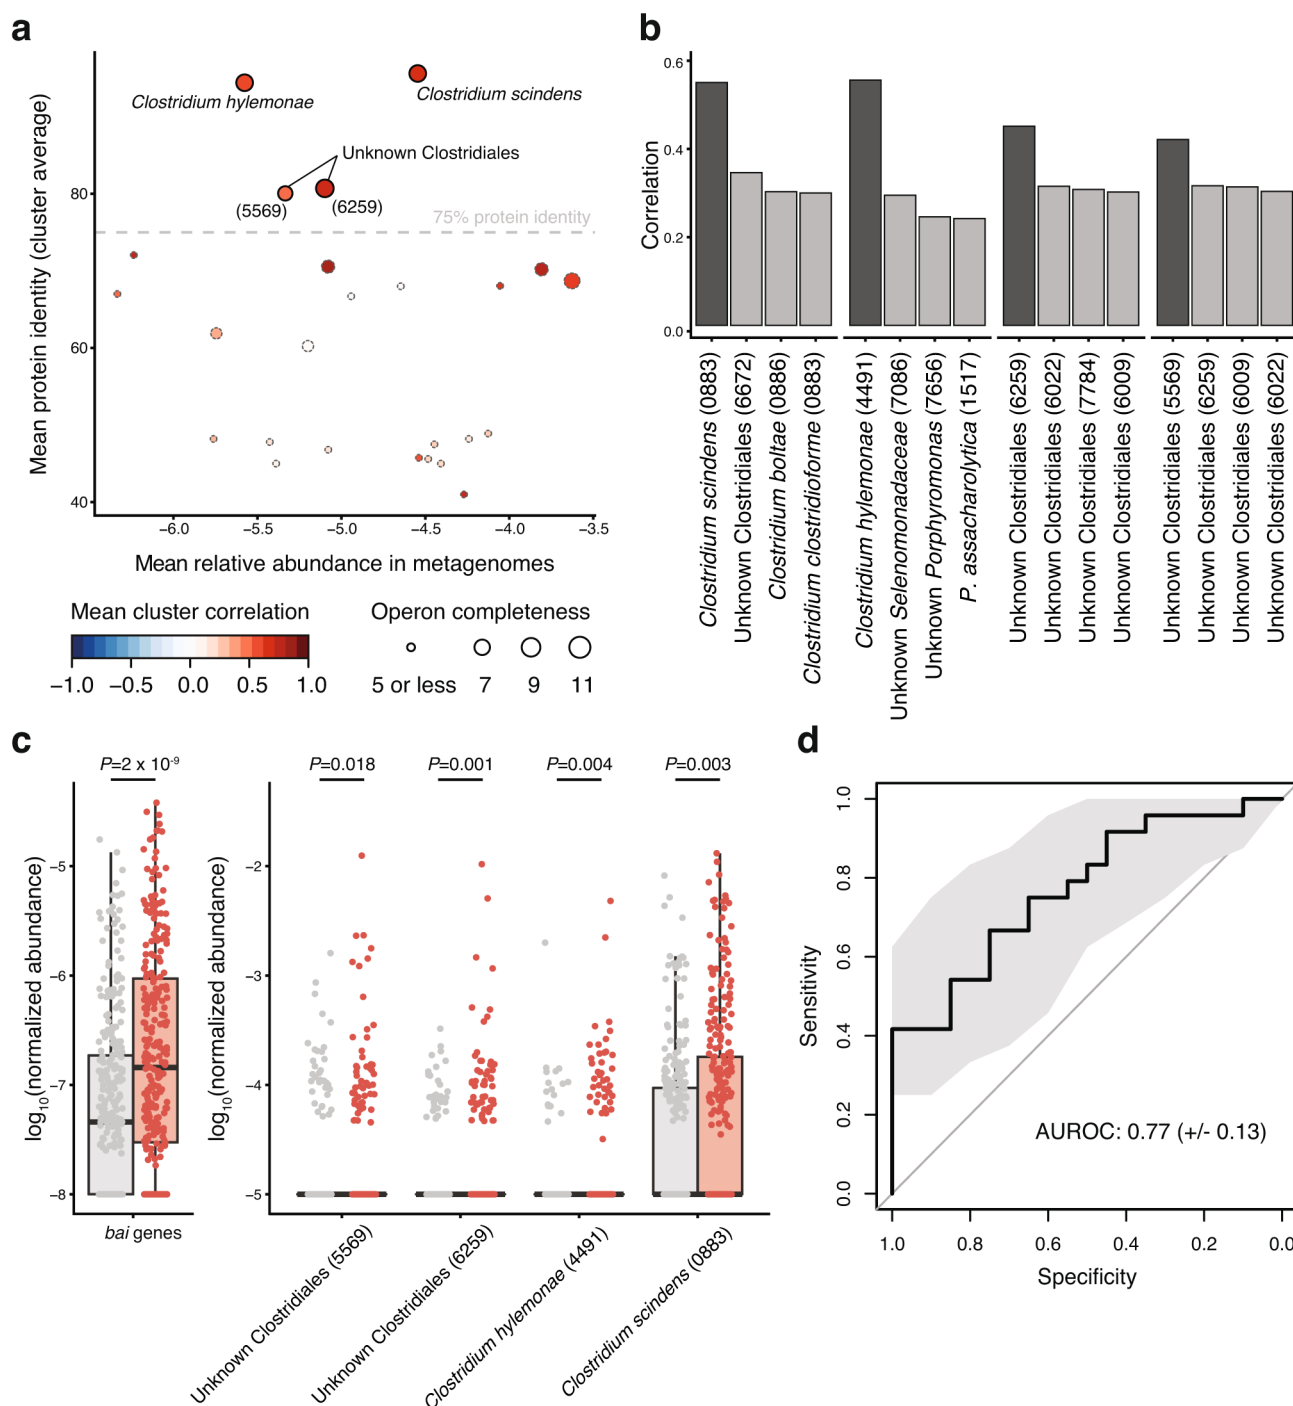 a
Mean protein identity (cluster average)
80
60
40
Clostridium hylemonae
Clostridium scindens
Unknown Clostridiales
(5569)
(6259)
75% protein identity
−6.0
−5.5
−5.0
−4.5
−4.0
−3.5
Mean relative abundance in metagenomes
Mean cluster correlation
−1.0
−0.5
0.0
0.5
1.0
Operon completeness
5 or less
7
9
11
b
Correlation
0.6
0.4
0.2
0.0
Clostridium scindens (0883)
Unknown Clostridiales (6672)
Clostridium boltae (0886)
Clostridium clostridioforme (0883)
Clostridium hylemonae (4491)
Unknown Selenomonadaceae (7086)
Unknown Porphyromonas (7656)
P. assacharolytica (1517)
Unknown Clostridiales (6259)
Unknown Clostridiales (6022)
Unknown Clostridiales (7784)
Unknown Clostridiales (6009)
Unknown Clostridiales (5569)
Unknown Clostridiales (6259)
Unknown Clostridiales (6009)
Unknown Clostridiales (6022)
c
P=2 x 10-9
log10(normalized abundance)
−5
−6
−7
−8
bai genes
P=0.018
P=0.001
P=0.004
P=0.003
log10(normalized abundance)
−2
−3
−4
−5
Unknown Clostridiales (5569)
Unknown Clostridiales (6259)
Clostridium hylemonae (4491)
Clostridium scindens (0883)
d
Sensitivity
1.0
0.8
0.6
0.4
0.2
0.0
AUROC: 0.77 (+/- 0.13)
1.0
0.8
0.6
0.4
0.2
0.0
Specificity